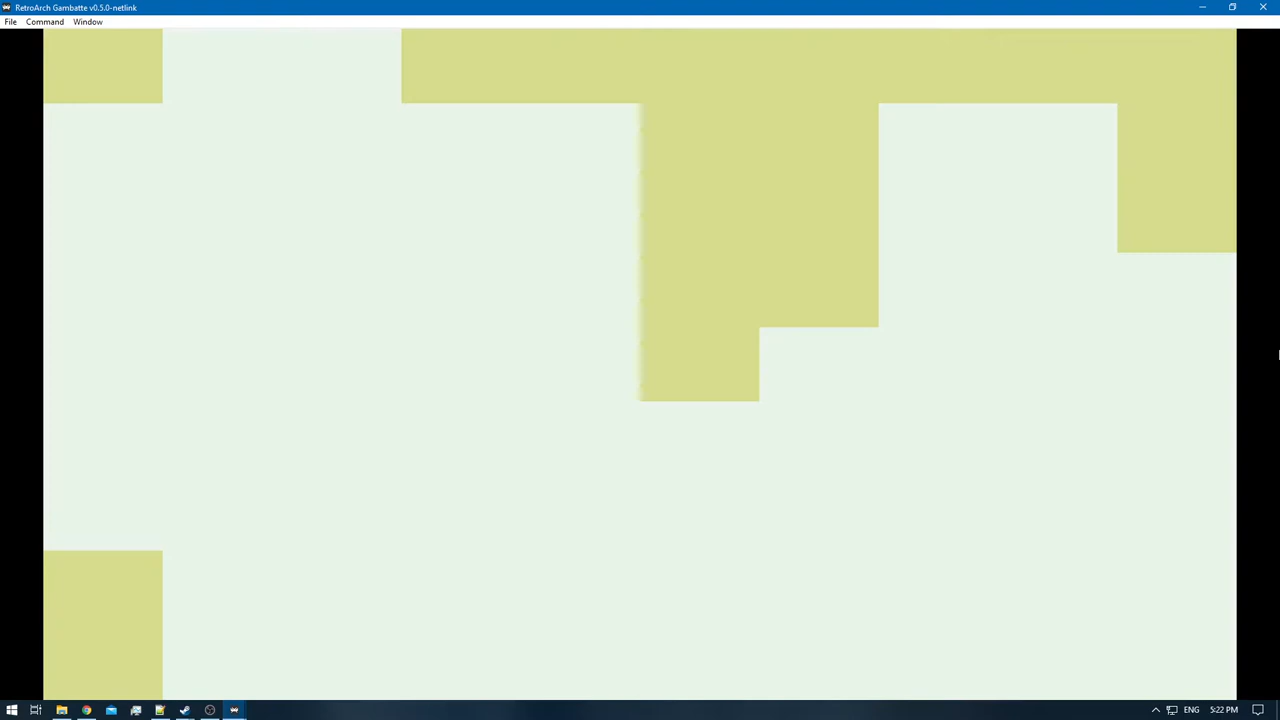 RetroArch Gambatte v0.5.0-netlink
File Command Window
ENG 5:22 PM